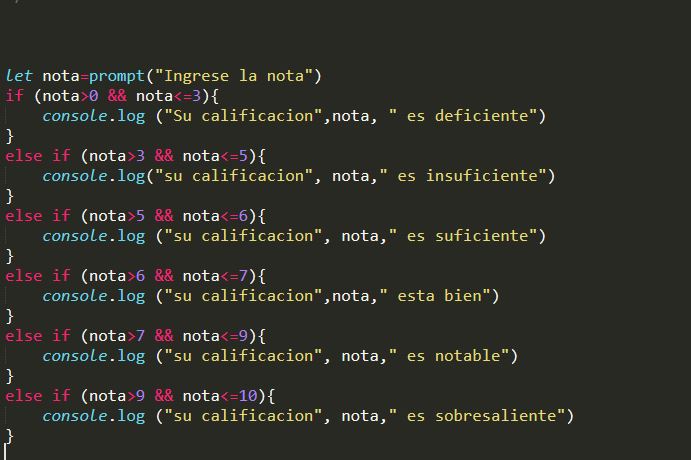 let nota=prompt("Ingrese la nota")
if (nota>0 && nota<=3){
    console.log ("Su calificacion",nota, " es deficiente")
}
else if (nota>3 && nota<=5){
    console.log("su calificacion", nota," es insuficiente")
}
else if (nota>5 && nota<=6){
    console.log ("su calificacion", nota," es suficiente")
}
else if (nota>6 && nota<=7){
    console.log ("su calificacion",nota," esta bien")
}
else if (nota>7 && nota<=9){
    console.log ("su calificacion", nota," es notable")
}
else if (nota>9 && nota<=10){
    console.log ("su calificacion", nota," es sobresaliente")
}